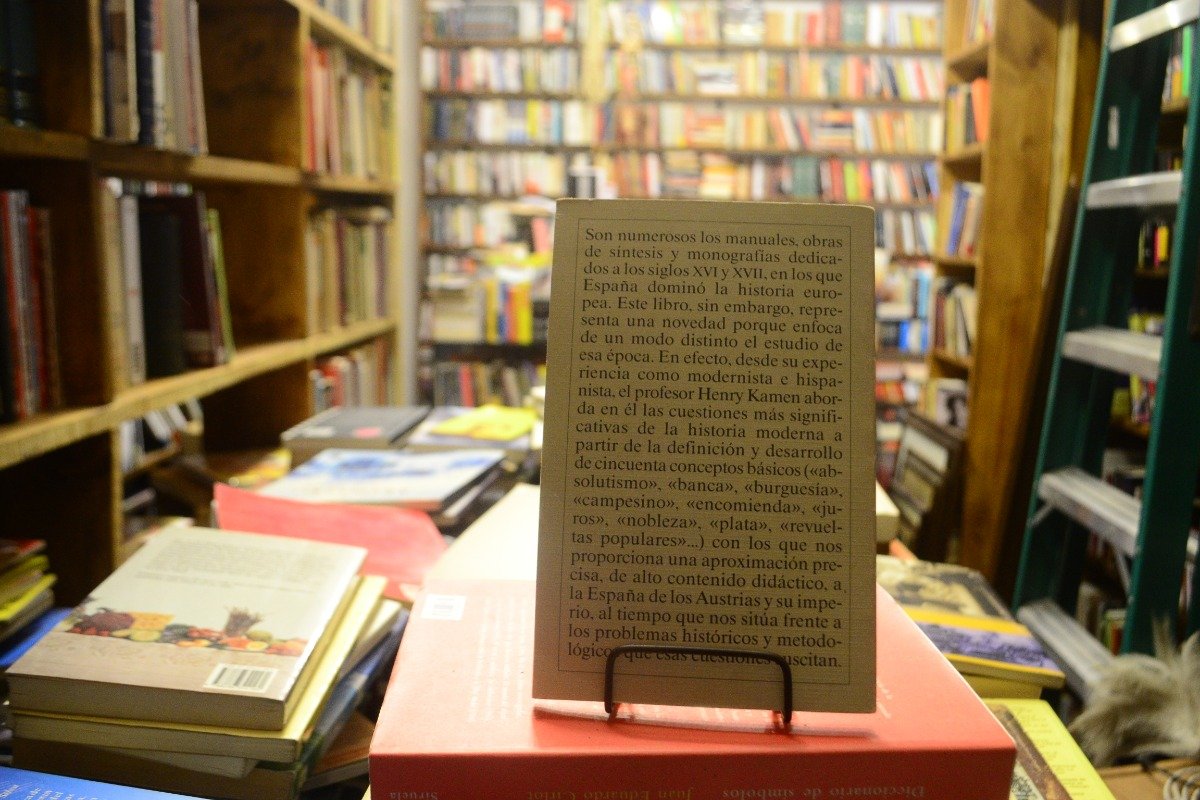 Son numerosos los manuales, obras
de síntesis y monografías dedica-
dos a los siglos XVI y XVII, en los que
España dominó la historia euro-
pea. Este libro, sin embargo, repre-
senta una novedad porque enfoca
de un modo distinto el estudio de
esa época. En efecto, desde su expe-
riencia como modernista e hispa-
nista, el profesor Henry Kamen abor-
da en él las cuestiones más signifi-
cativas de la historia moderna a
partir de la definición y desarrollo
de cincuenta conceptos básicos («ab-
solutismo», «banca», «burguesía»,
«campesino», «encomienda», «ju-
ros», «nobleza», «plata», «revuel-
tas populares»...) con los que nos
proporciona una aproximación pre-
cisa, de alto contenido didáctico, a
la España de los Austrias y su impe-
rio, al tiempo que nos sitúa frente a
los problemas históricos y metodo-
lógicos que esas cuestiones suscitan.
Diccionario de símbolos
Juan Eduardo Cirlot
Siruela